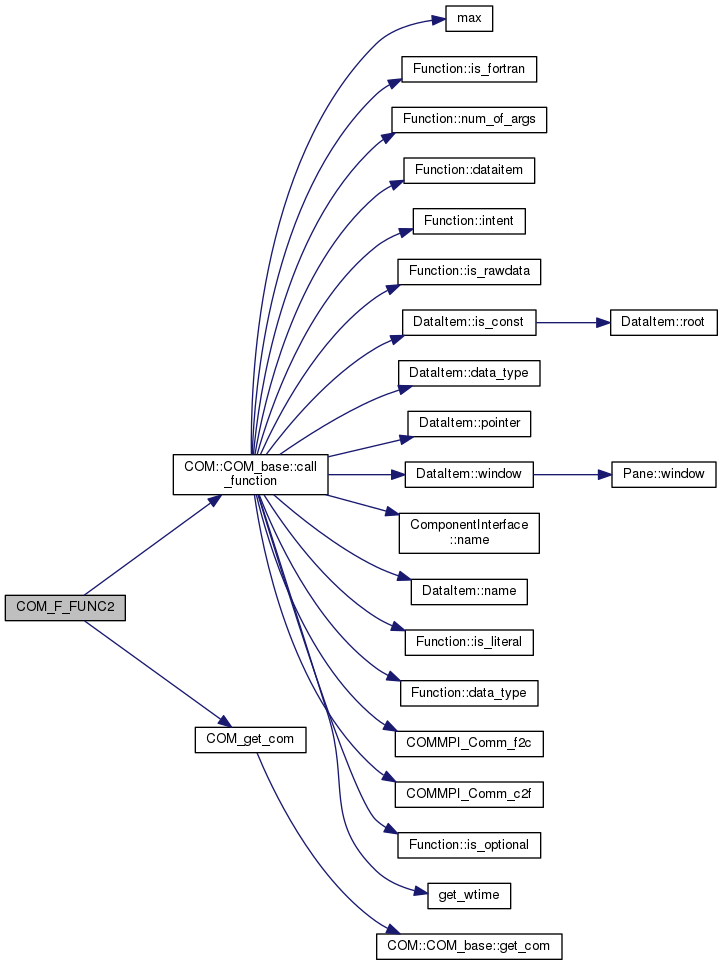 max
Function::is_fortran
Function::num_of_args
Function::dataitem
Function::intent
Function::is_rawdata
DataItem::is_const
DataItem::root
DataItem::data_type
DataItem::pointer
COM::COM_base::call
_function
DataItem::window
Pane::window
ComponentInterface
::name
DataItem::name
COM_F_FUNC2
Function::is_literal
Function::data_type
COM_get_com
COMMPI_Comm_f2c
COMMPI_Comm_c2f
Function::is_optional
get_wtime
COM::COM_base::get_com